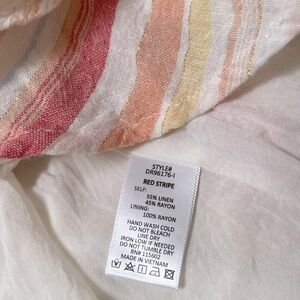 STYLE#
DR96176-I
RED STRIPE
SELF:
55% LINEN
45% RAYON
LINING:
100% RAYON
HAND WASH COLD
DO NOT BLEACH
LINE DRY
IRON LOW IF NEEDED
DO NOT TUMBLE DRY
RN# 115602
MADE IN VIETNAM